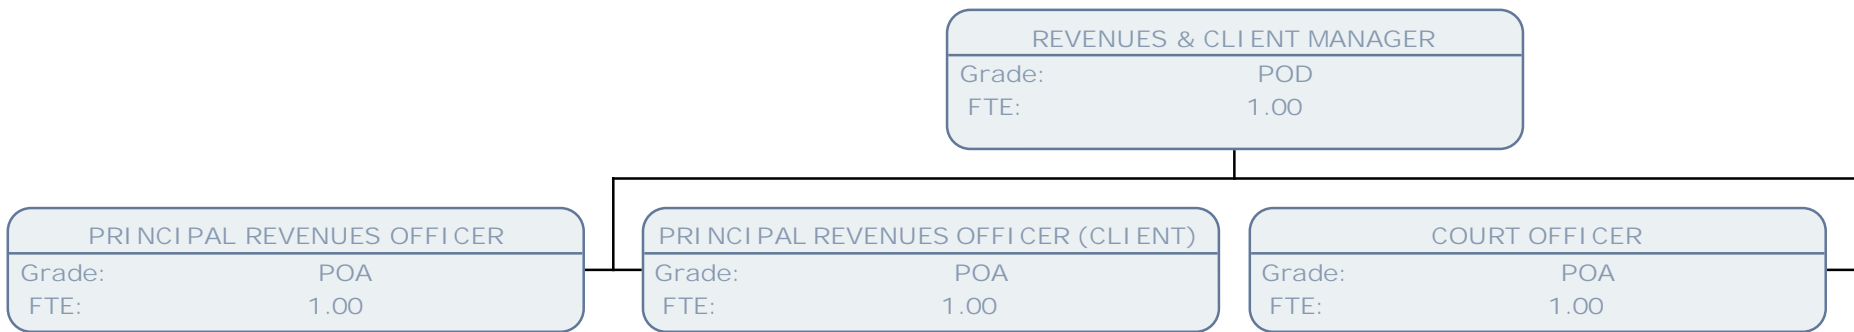 REVENUES & CLIENT MANAGER
Grade: POD
FTE: 1.00
PRINCIPAL REVENUES OFFICER
Grade: POA
FTE: 1.00
PRINCIPAL REVENUES OFFICER (CLIENT)
Grade: POA
FTE: 1.00
COURT OFFICER
Grade: POA
FTE: 1.00